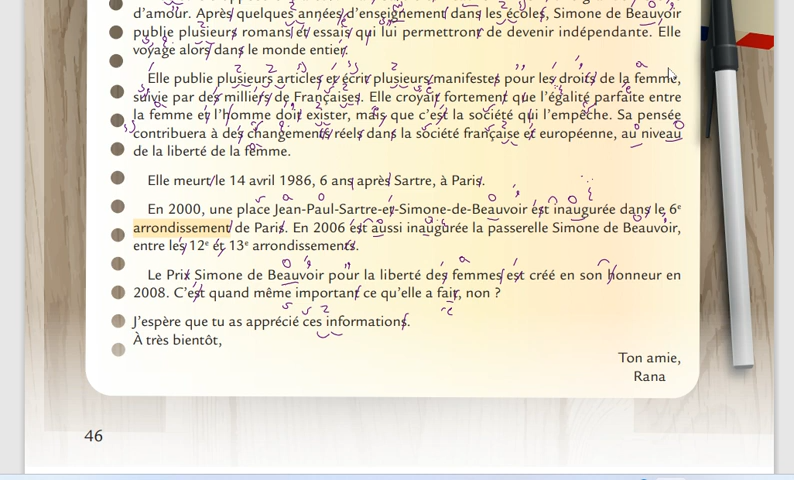 d'amour. Après quelques années d'enseignement dans les écoles, Simone de Beauvoir
publie plusieurs romans et essais qui lui permettront de devenir indépendante. Elle
voyage alors dans le monde entier.
Elle publie plusieurs articles et écrit plusieurs manifestes pour les droits de la femme,
suivie par des milliers de Françaises. Elle croyait fortement que l'égalité parfaite entre
la femme et l'homme doit exister, mais que c'est la société qui l'empêche. Sa pensée
contribuera à des changements réels dans la société française et européenne, au niveau
de la liberté de la femme.
Elle meurt le 14 avril 1986, 6 ans après Sartre, à Paris.
En 2000, une place Jean-Paul-Sartre-et-Simone-de-Beauvoir est inaugurée dans le 6e
arrondissement de Paris. En 2006 est aussi inaugurée la passerelle Simone de Beauvoir,
entre les 12e et 13e arrondissements.
Le Prix Simone de Beauvoir pour la liberté des femmes est créé en son honneur en
2008. C'est quand même important ce qu'elle a fait, non ?
J'espère que tu as apprécié ces informations.
À très bientôt,
Ton amie,
Rana
46